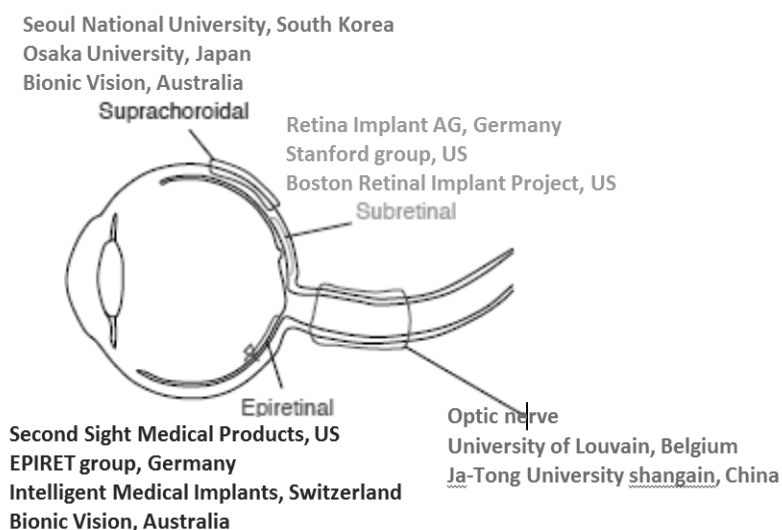 Seoul National University, South Korea
Osaka University, Japan
Bionic Vision, Australia
Suprachoroidal
Retina Implant AG, Germany
Stanford group, US
Boston Retinal Implant Project, US
Subretinal
Epiretinal
Second Sight Medical Products, US
EPIRET group, Germany
Intelligent Medical Implants, Switzerland
Bionic Vision, Australia
Optic nerve
University of Louvain, Belgium
Ja-Tong University shangain, China